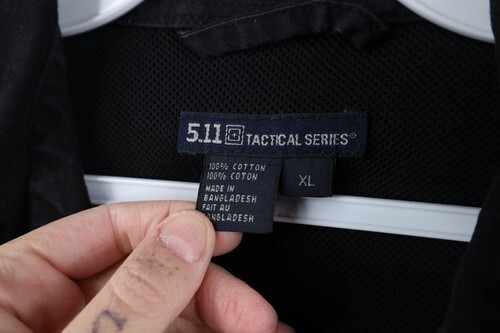 5.11 TACTICAL SERIES
100% COTTON
100% COTON
MADE IN
BANGLADESH
FAIT AU
BANGLADESH
XL